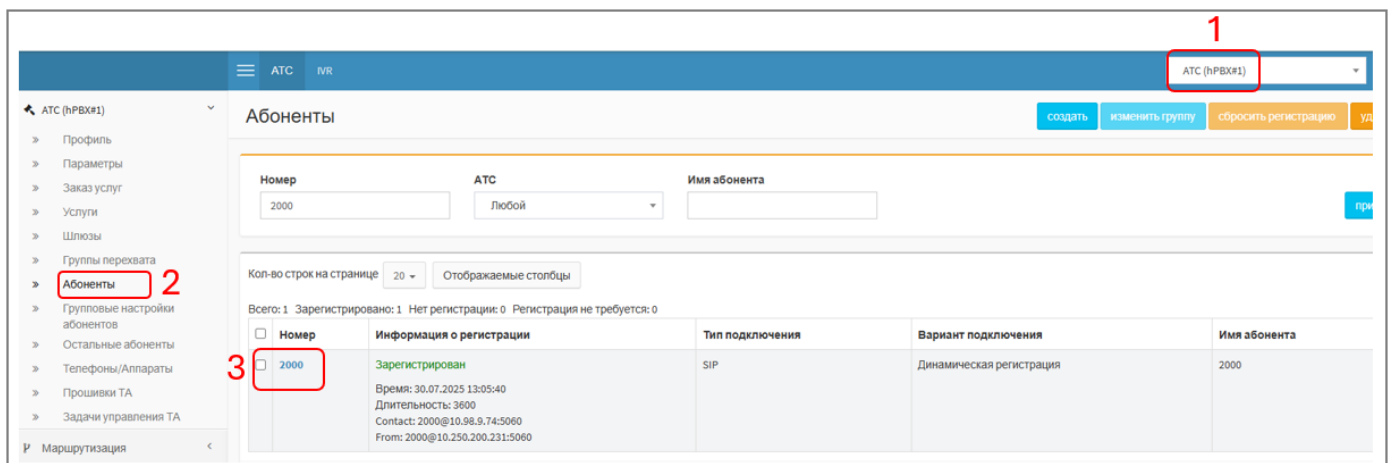 1
АТС IVR АТС (hPBX#1)
АТС (hPBX#1)
Абоненты
создать изменить группу сбросить регистрацию
Профиль
Параметры
Заказ услуг
Услуги
Шлюзы
Группы перехвата
Абоненты 2
Групповые настройки
абонентов
Остальные абоненты
Телефоны/Аппараты
Прошивки ТА
Задачи управления ТА
Маршрутизация
Номер АТС Имя абонента
2000 Любой
Кол-во строк на странице 20 Отображаемые столбцы
Всего: 1 Зарегистрировано: 1 Нет регистрации: 0 Регистрация не требуется: 0
Номер Информация о регистрации Тип подключения Вариант подключения Имя абонента
3 2000 Зарегистрирован SIP Динамическая регистрация 2000
Время: 30.07.2025 13:05:40
Длительность: 3600
Contact: 2000@10.98.9.74:5060
From: 2000@10.250.200.231:5060